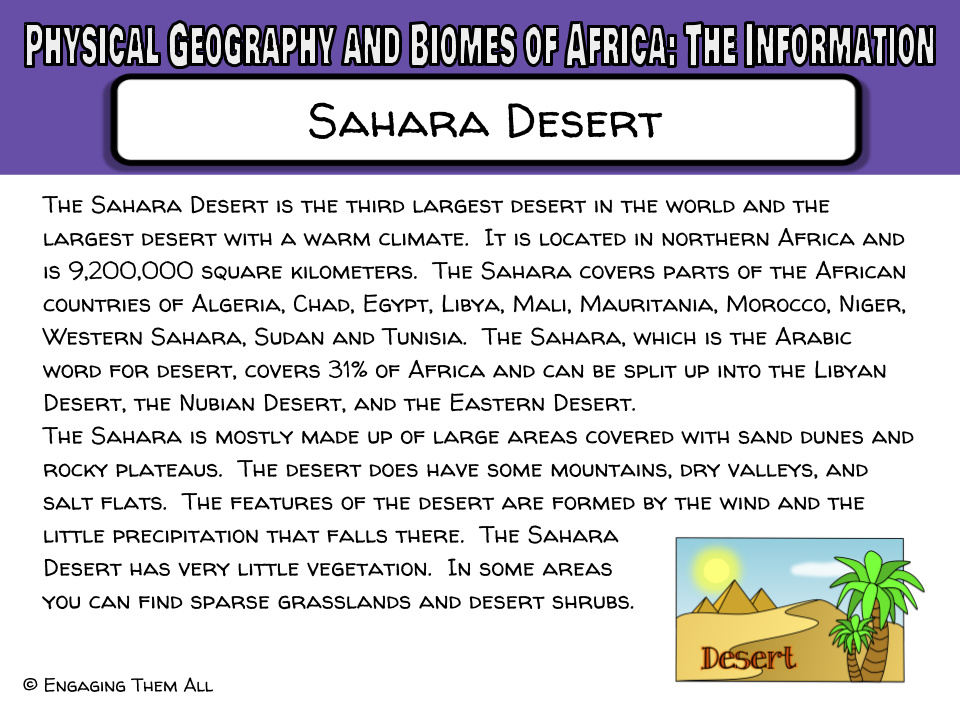 Physical Geography and Biomes of Africa: The Information
Sahara Desert
The Sahara Desert is the third largest desert in the world and the
largest desert with a warm climate. It is located in northern Africa and
is 9,200,000 square kilometers. The Sahara covers parts of the African
countries of Algeria, Chad, Egypt, Libya, Mali, Mauritania, Morocco, Niger,
Western Sahara, Sudan and Tunisia. The Sahara, which is the Arabic
word for desert, covers 31% of Africa and can be split up into the Libyan
Desert, the Nubian Desert, and the Eastern Desert.
The Sahara is mostly made up of large areas covered with sand dunes and
rocky plateaus. The desert does have some mountains, dry valleys, and
salt flats. The features of the desert are formed by the wind and the
little precipitation that falls there. The Sahara
Desert has very little vegetation. In some areas
you can find sparse grasslands and desert shrubs.
Desert
© Engaging Them All